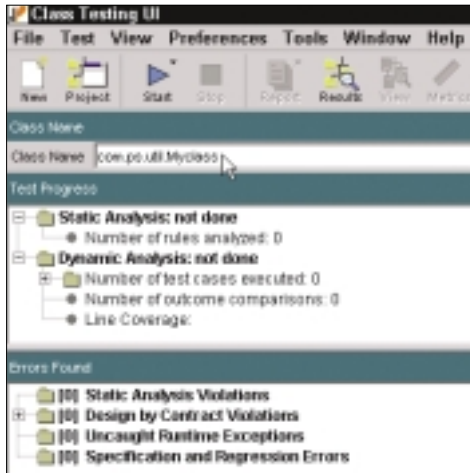 Class Testing UI
File Test View Preferences Tools Window Help
New Project Start Stop Report Results View Metrics
Class Name
Class Name com.ps.util.Myclass
Test Progress
Static Analysis: not done
Number of rules analyzed: 0
Dynamic Analysis: not done
Number of test cases executed: 0
Number of outcome comparisons: 0
Line Coverage:
Errors Found
[0] Static Analysis Violations
[0] Design by Contract Violations
[0] Uncaught Runtime Exceptions
[0] Specification and Regression Errors